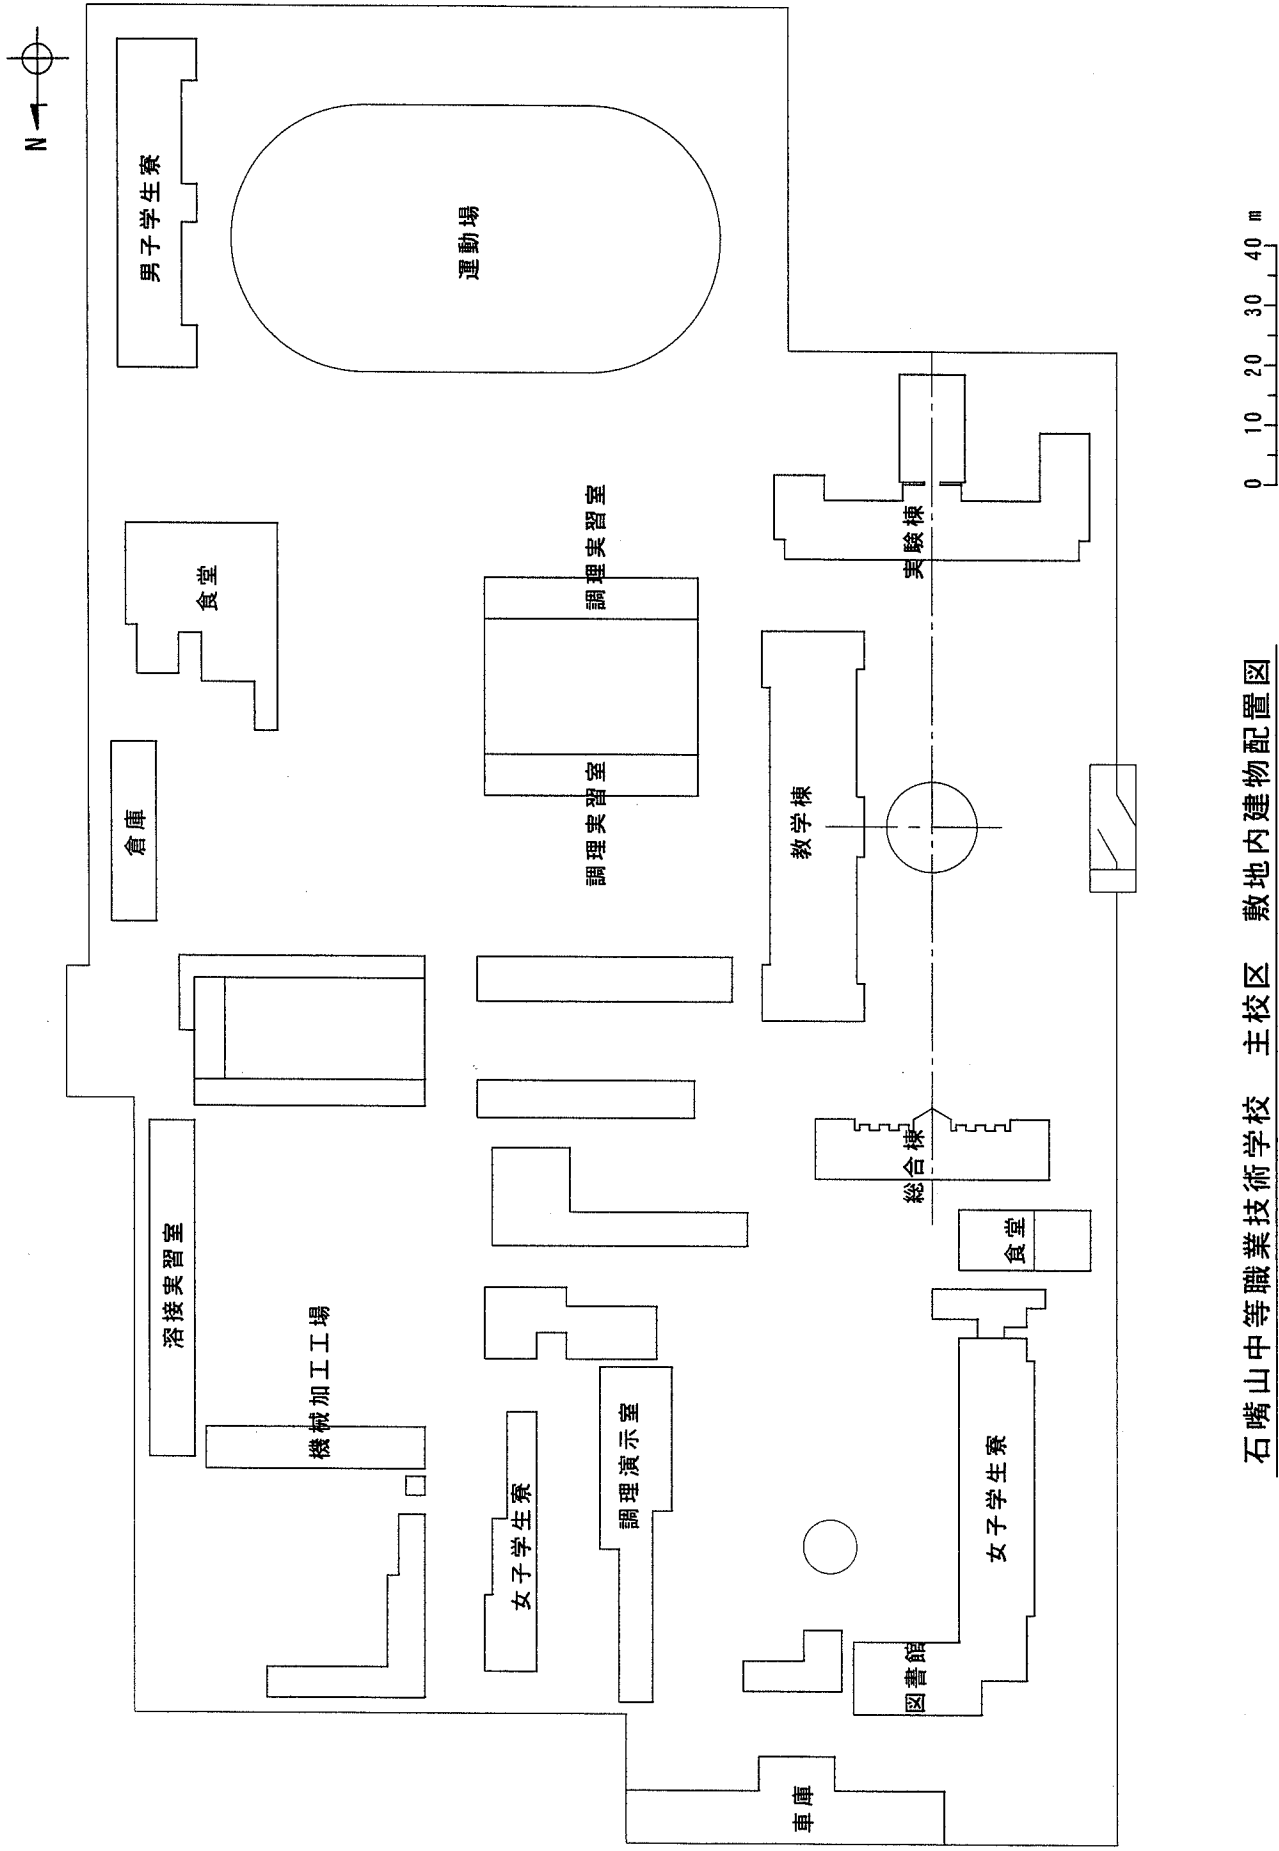 N
男子学生寮
運動場
食堂
調理実習室
実験棟
倉庫
調理実習室
教学棟
溶接実習室
総合棟
食堂
機械加工工場
女子学生寮
調理演示室
女子学生寮
図書館
車庫
0 10 20 30 40 m
石嘴山中等職業技術学校 主校区 敷地内建物配置図